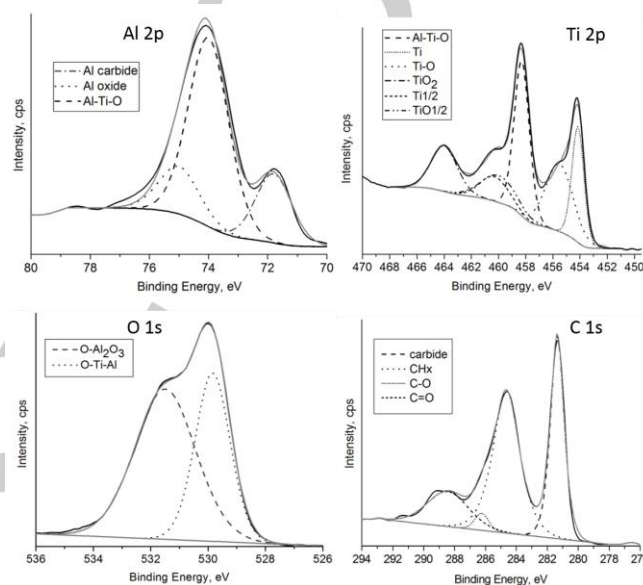 Al 2p
Al carbide
Al oxide
Al-Ti-O
Intensity, cps
80 78 76 74 72 70
Binding Energy, eV
Ti 2p
Al-Ti-O
Ti
Ti-O
TiO2
Ti1/2
TiO1/2
Intensity, cps
470 468 466 464 462 460 458 456 454 452 450
Binding Energy, eV
O 1s
O-Al2O3
O-Ti-Al
Intensity, cps
536 534 532 530 528 526
Binding Energy, eV
C 1s
carbide
CHx
C-O
C=O
Intensity, cps
294 292 290 288 286 284 282 280 278 276
Binding Energy, eV